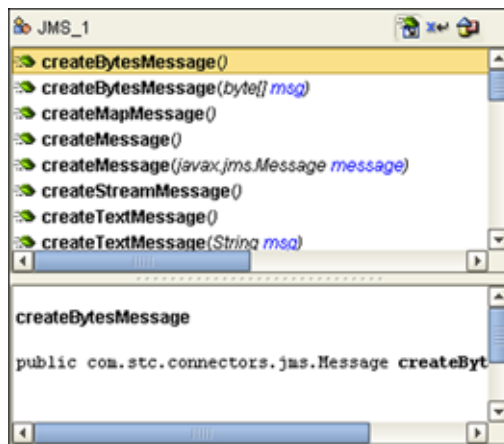 JMS_1
createBytesMessage()
createBytesMessage(byte[] msg)
createMapMessage()
createMessage()
createMessage(javax.jms.Message message)
createStreamMessage()
createTextMessage()
createTextMessage(String msg)
createBytesMessage
public com.stc.connectors.jms.Message createByt